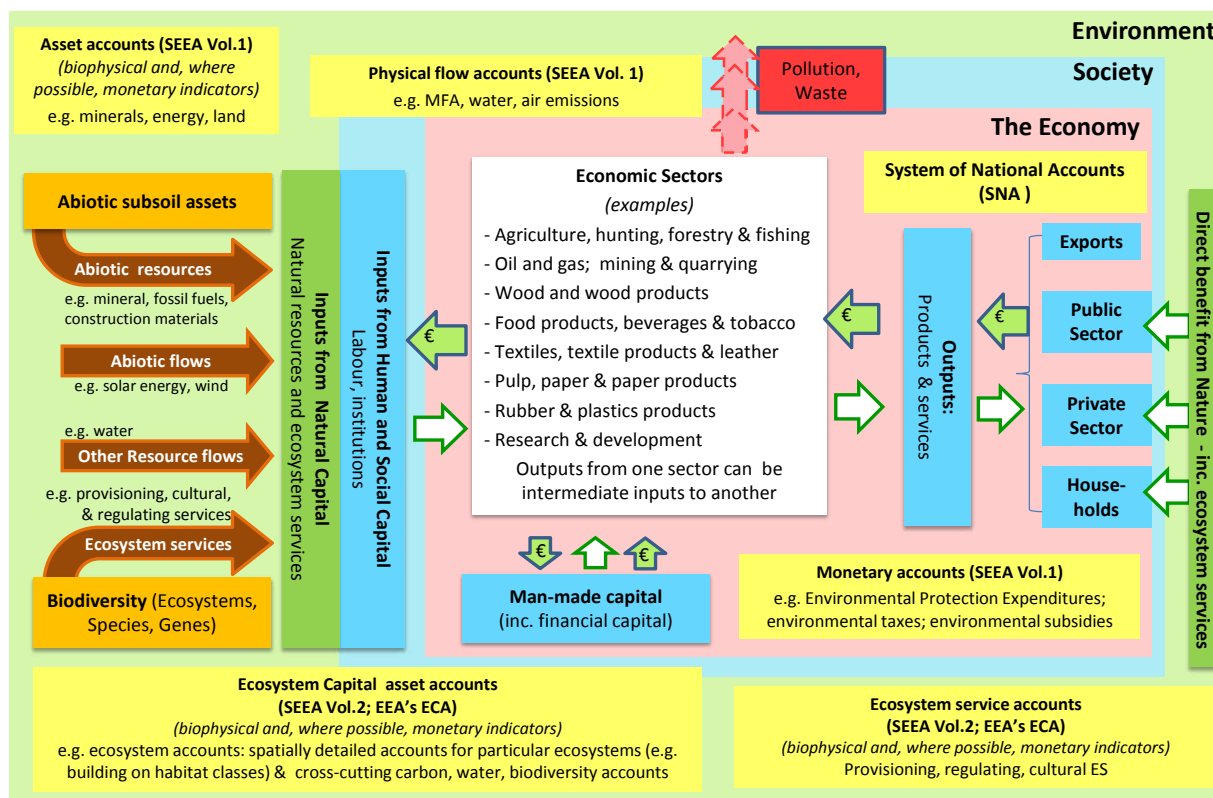 Environment
Society
The Economy
Asset accounts (SEEA Vol.1)
(biophysical and, where
possible, monetary indicators)
e.g. minerals, energy, land
Physical flow accounts (SEEA Vol. 1)
e.g. MFA, water, air emissions
Pollution,
Waste
System of National Accounts
(SNA )
Abiotic subsoil assets
Abiotic resources
e.g. mineral, fossil fuels,
construction materials
Abiotic flows
e.g. solar energy, wind
e.g. water
Other Resource flows
e.g. provisioning, cultural,
& regulating services
Ecosystem services
Biodiversity (Ecosystems,
Species, Genes)
Inputs from Natural Capital
Natural resources and ecosystem services
Inputs from Human and Social Capital
Labour, institutions
€
Economic Sectors
(examples)
- Agriculture, hunting, forestry & fishing
- Oil and gas; mining & quarrying
- Wood and wood products
- Food products, beverages & tobacco
- Textiles, textile products & leather
- Pulp, paper & paper products
- Rubber & plastics products
- Research & development
Outputs from one sector can be
intermediate inputs to another
€
€
Man-made capital
(inc. financial capital)
€
Outputs:
Products & services
€
Exports
Public
Sector
Private
Sector
House-
holds
Direct benefit from Nature - inc. ecosystem services
Monetary accounts (SEEA Vol.1)
e.g. Environmental Protection Expenditures;
environmental taxes; environmental subsidies
Ecosystem Capital asset accounts
(SEEA Vol.2; EEA's ECA)
(biophysical and, where possible, monetary indicators)
e.g. ecosystem accounts: spatially detailed accounts for particular ecosystems (e.g.
building on habitat classes) & cross-cutting carbon, water, biodiversity accounts
Ecosystem service accounts
(SEEA Vol.2; EEA's ECA)
(biophysical and, where possible, monetary indicators)
Provisioning, regulating, cultural ES